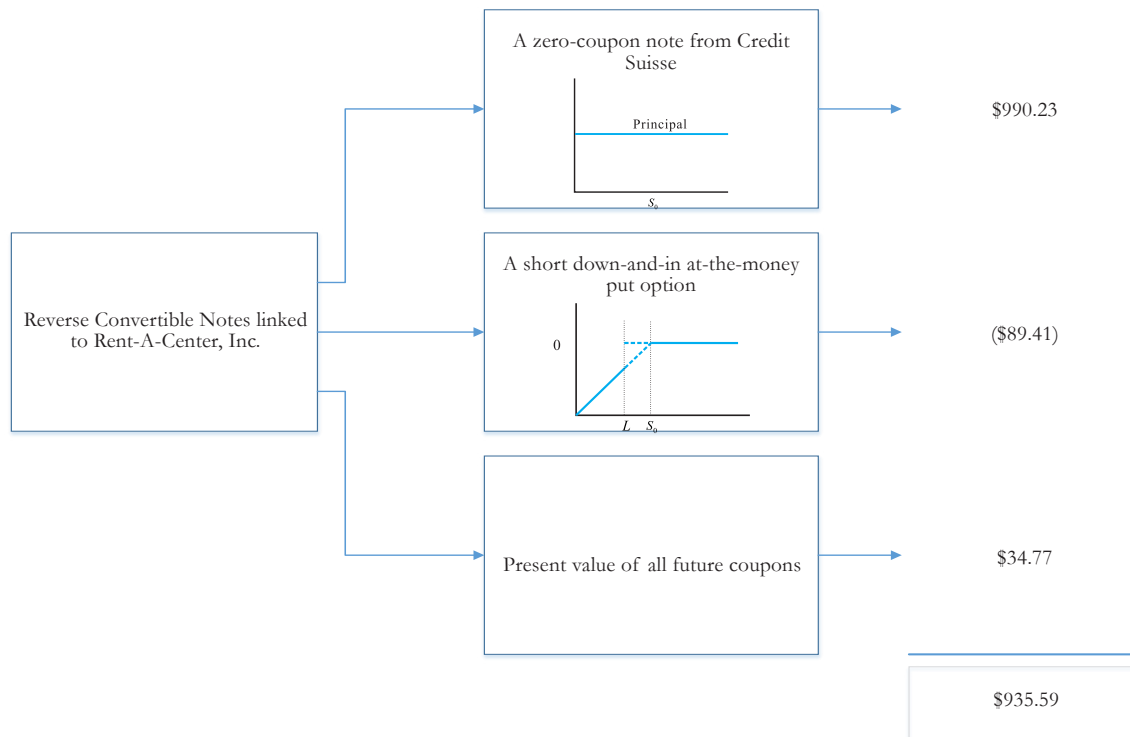 A zero-coupon note from Credit
Suisse
Principal
S₀
$990.23
Reverse Convertible Notes linked
to Rent-A-Center, Inc.
A short down-and-in at-the-money
put option
0
L S₀
($89.41)
Present value of all future coupons
$34.77
$935.59